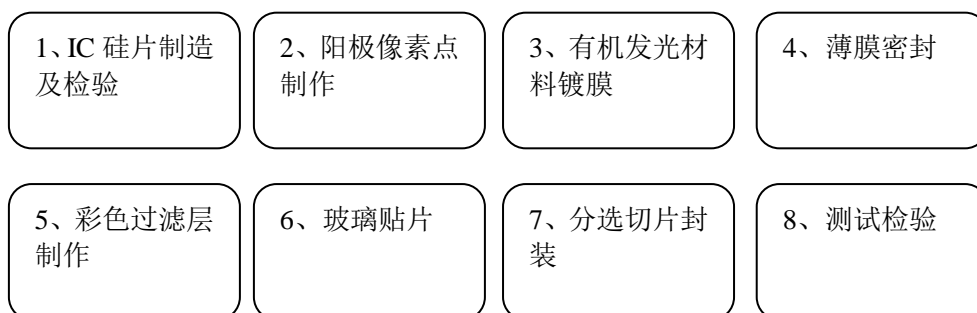 1、IC 硅片制造
及检验
2、阳极像素点
制作
3、有机发光材
料镀膜
4、薄膜密封
5、彩色过滤层
制作
6、玻璃贴片
7、分选切片封
装
8、测试检验